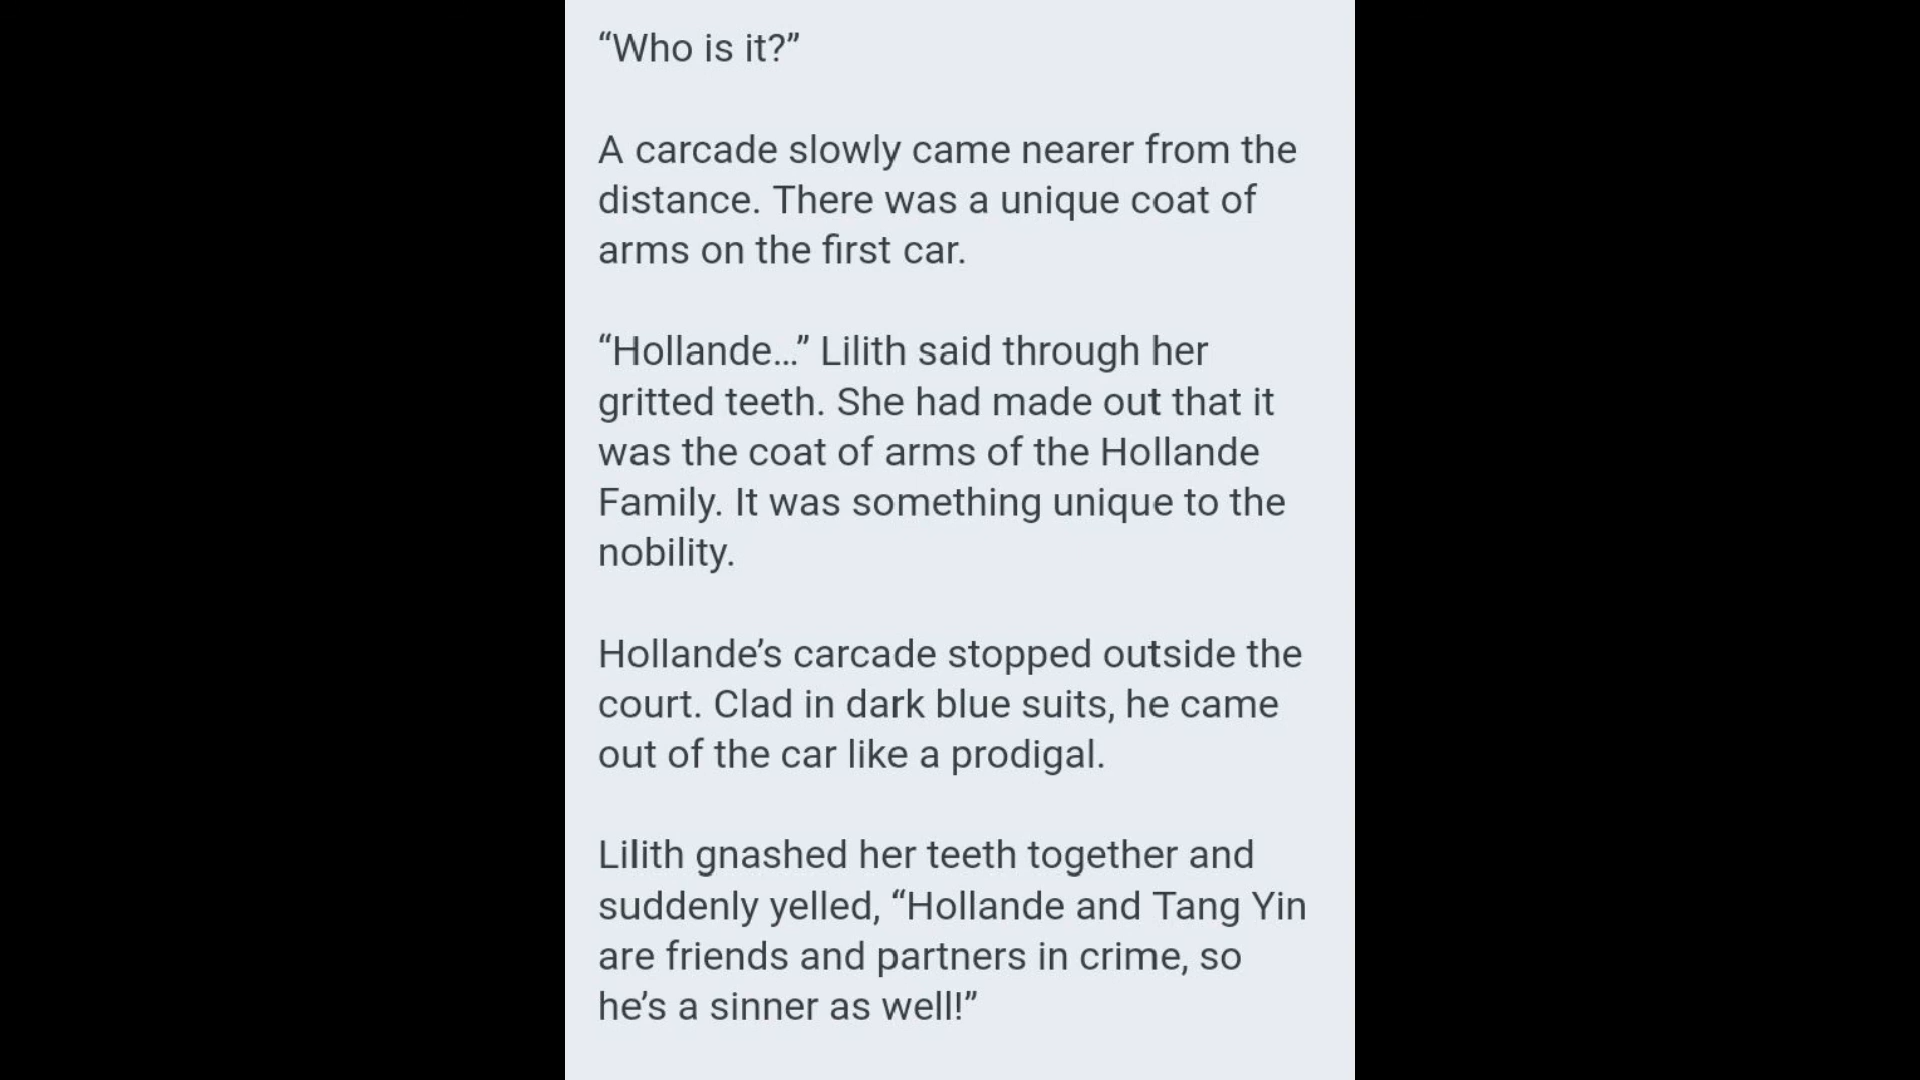 “Who is it?”
A carcade slowly came nearer from the
distance. There was a unique coat of
arms on the first car.
“Hollande…” Lilith said through her
gritted teeth. She had made out that it
was the coat of arms of the Hollande
Family. It was something unique to the
nobility.
Hollande’s carcade stopped outside the
court. Clad in dark blue suits, he came
out of the car like a prodigal.
Lilith gnashed her teeth together and
suddenly yelled, “Hollande and Tang Yin
are friends and partners in crime, so
he’s a sinner as well!”